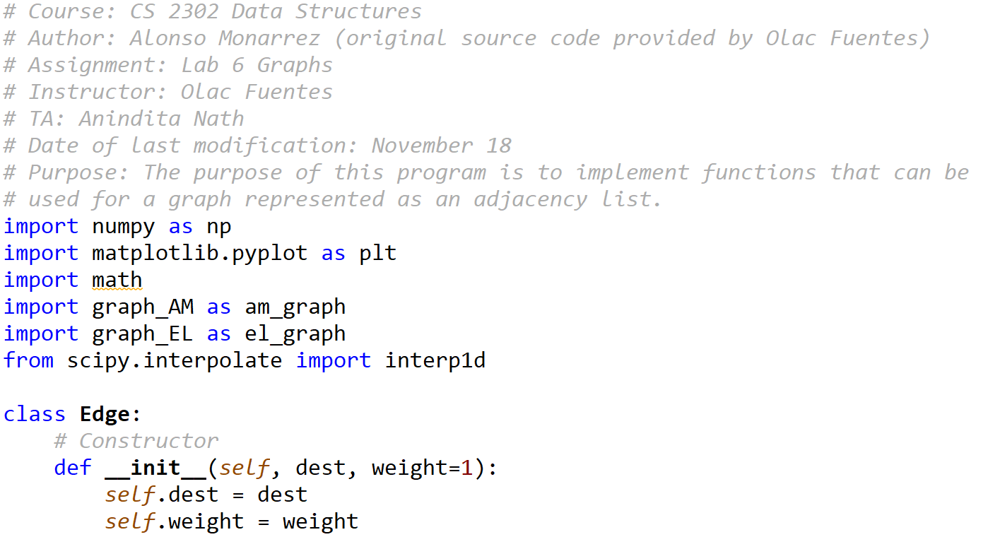 # Course: CS 2302 Data Structures
# Author: Alonso Monarrez (original source code provided by Olac Fuentes)
# Assignment: Lab 6 Graphs
# Instructor: Olac Fuentes
# TA: Anindita Nath
# Date of last modification: November 18
# Purpose: The purpose of this program is to implement functions that can be
# used for a graph represented as an adjacency list.
import numpy as np
import matplotlib.pyplot as plt
import math
import graph_AM as am_graph
import graph_EL as el_graph
from scipy.interpolate import interp1d

class Edge:
    # Constructor
    def __init__(self, dest, weight=1):
        self.dest = dest
        self.weight = weight